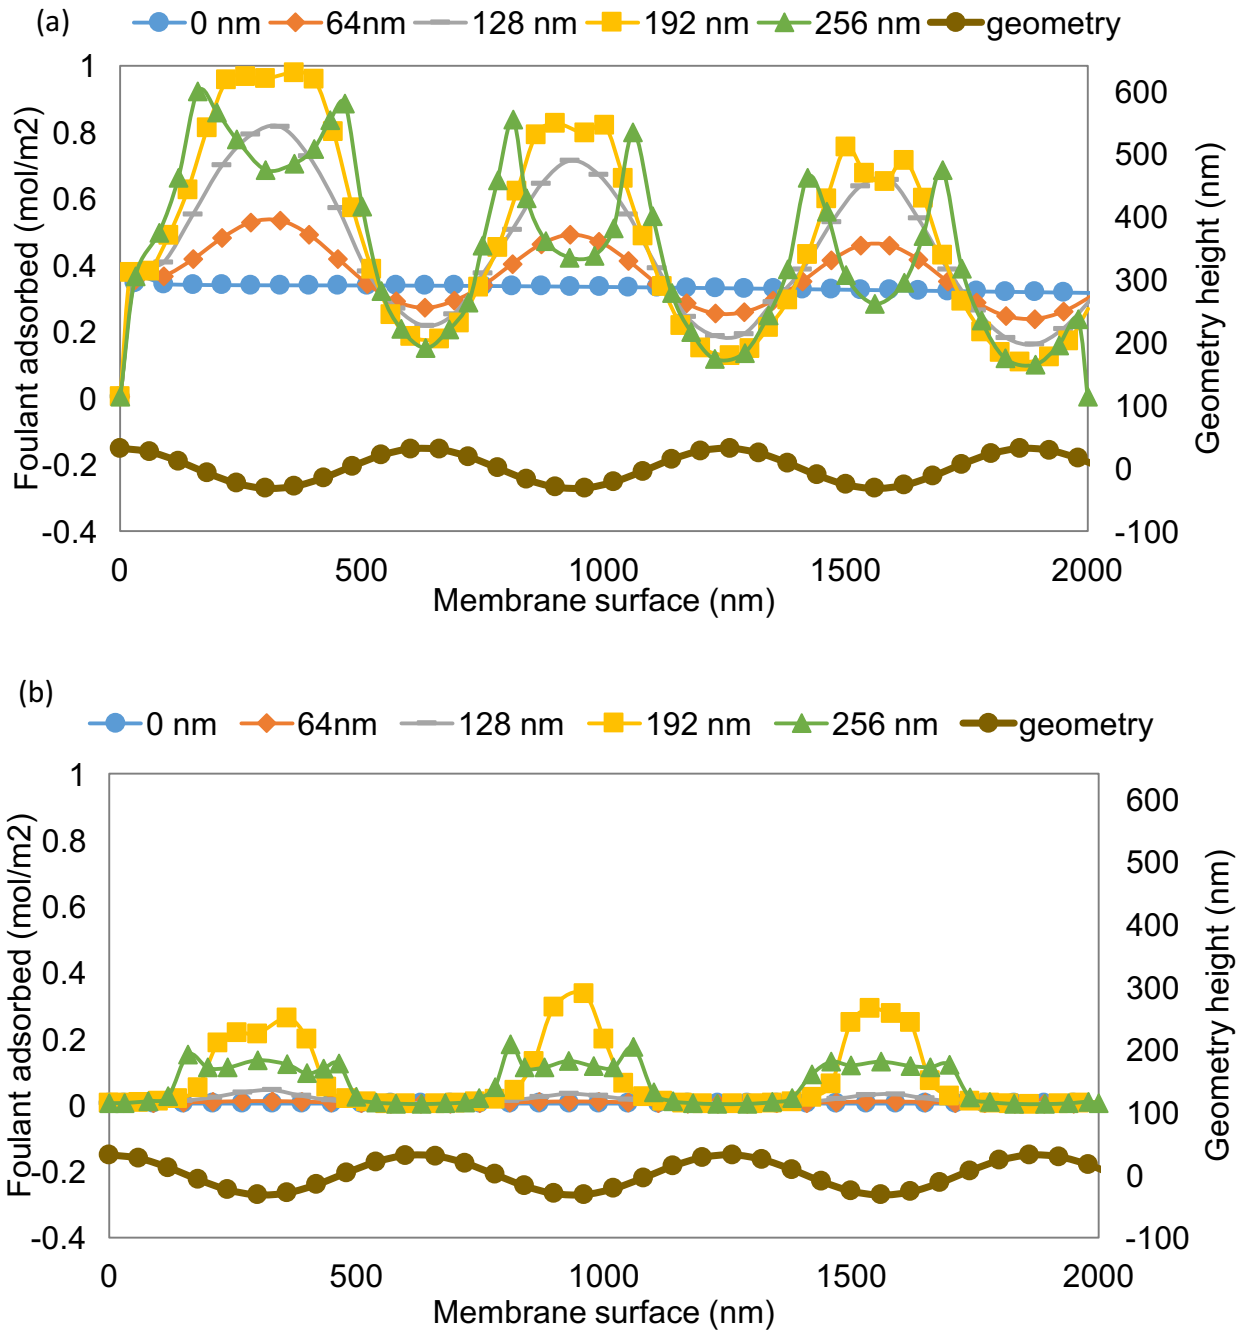 (a)
0 nm 64nm 128 nm 192 nm 256 nm geometry
1
0.8
0.6
0.4
0.2
0
-0.2
-0.4
Foulant adsorbed (mol/m2)
600
500
400
300
200
100
0
-100
Geometry height (nm)
0 500 1000 1500 2000
Membrane surface (nm)
(b)
0 nm 64nm 128 nm 192 nm 256 nm geometry
1
0.8
0.6
0.4
0.2
0
-0.2
-0.4
Foulant adsorbed (mol/m2)
600
500
400
300
200
100
0
-100
Geometry height (nm)
0 500 1000 1500 2000
Membrane surface (nm)